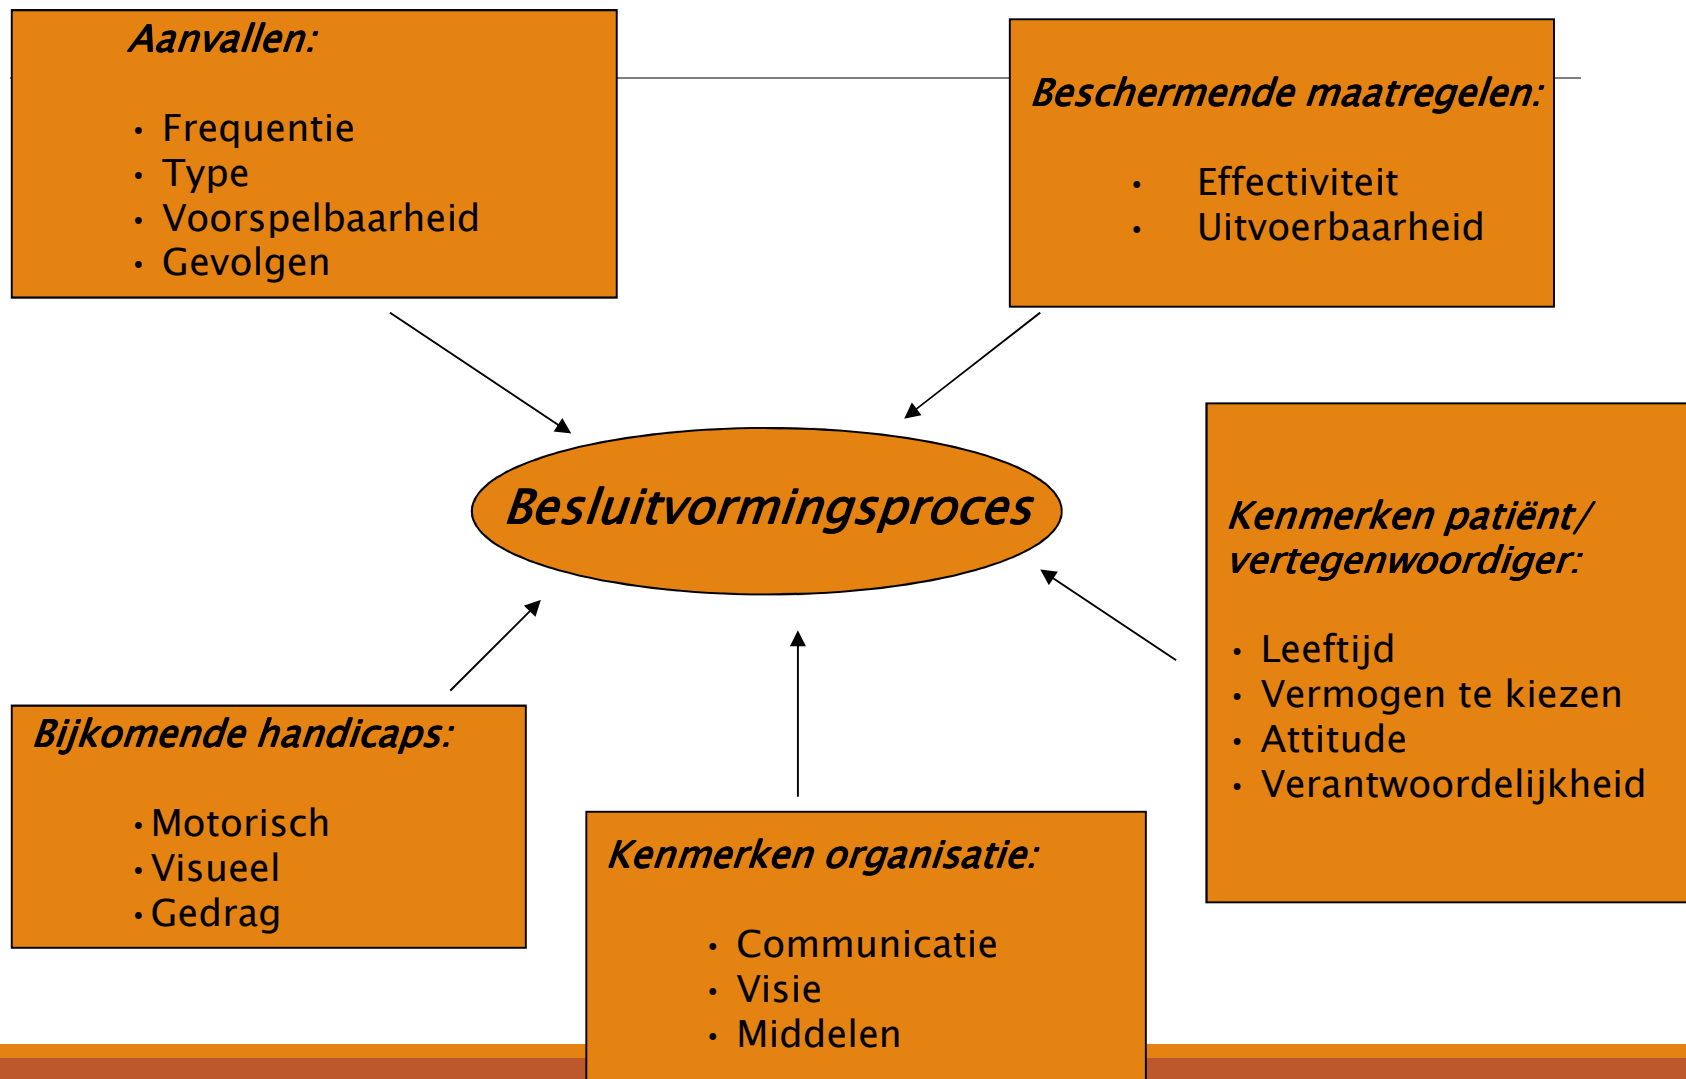 Aanvallen:
• Frequentie
• Type
• Voorspelbaarheid
• Gevolgen
Beschermende maatregelen:
• Effectiviteit
• Uitvoerbaarheid
Besluitvormingsproces
Kenmerken patiënt/
vertegenwoordiger:
• Leeftijd
• Vermogen te kiezen
• Attitude
• Verantwoordelijkheid
Bijkomende handicaps:
• Motorisch
• Visueel
• Gedrag
Kenmerken organisatie:
• Communicatie
• Visie
• Middelen